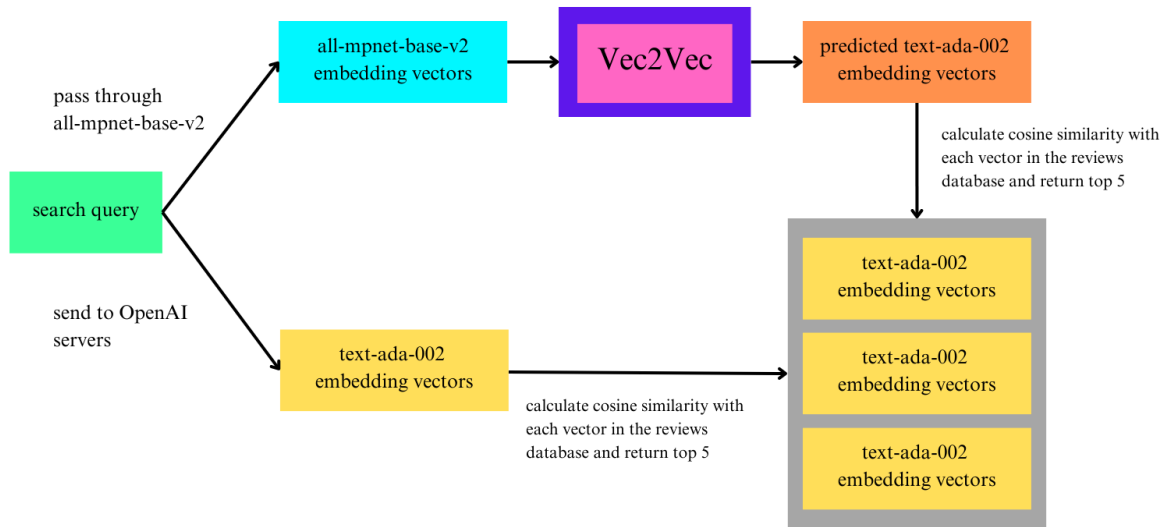 all-mpnet-base-v2
embedding vectors
Vec2Vec
predicted text-ada-002
embedding vectors
pass through
all-mpnet-base-v2
calculate cosine similarity with
each vector in the reviews
database and return top 5
search query
text-ada-002
embedding vectors
send to OpenAI
servers
text-ada-002
embedding vectors
text-ada-002
embedding vectors
calculate cosine similarity with
each vector in the reviews
database and return top 5
text-ada-002
embedding vectors